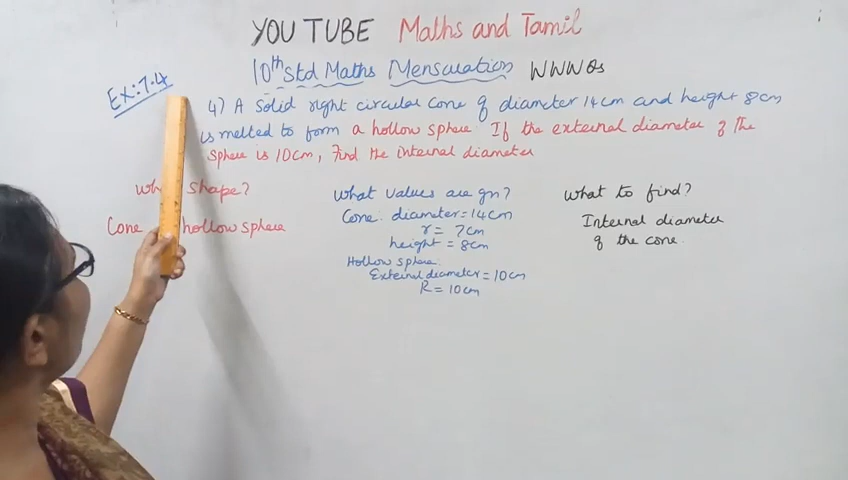 YOU TUBE Maths and Tamil
10th std Maths Mensuration WWW Qs
Ex: 7.4
4) A Solid right circular Cone of diameter 14cm and height 8cm
is melted to form a hollow sphere. If the external diameter of the
sphere is 10cm, Find the internal diameter
shape?
Cone hollow sphere
What values are gn?
Cone: diameter = 14cm
r = 7cm
height = 8cm
Hollow sphere:
External diameter = 10cm
R = 10cm
What to find?
Internal diameter
of the cone.